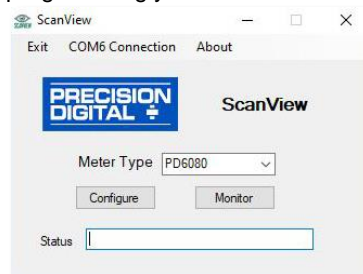 ScanView
Exit COM6 Connection About
PRECISION
DIGITAL
ScanView
Meter Type PD6080
Configure Monitor
Status